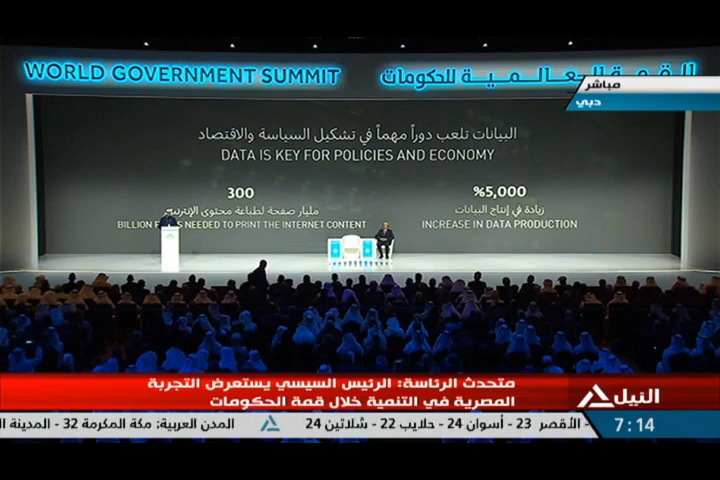 WORLD GOVERNMENT SUMMIT
القمة العالمية للحكومات
مباشر
دبي
البيانات تلعب دوراً مهماً في تشكيل السياسة والاقتصاد
DATA IS KEY FOR POLICIES AND ECONOMY
300
مليار صفحة لطباعة محتوى الإنترنت
BILLION NEEDED TO PRINT THE INTERNET CONTENT
%5,000
زيادة في إنتاج البيانات
INCREASE IN DATA PRODUCTION
متحدث الرئاسة: الرئيس السيسي يستعرض التجربة
المصرية في التنمية خلال قمة الحكومات
النيل
7:14
- الأقصر 23 - أسوان 24 - حلايب 22 - شلاتين 24
المدن العربية: مكة المكرمة 32 - المدينة